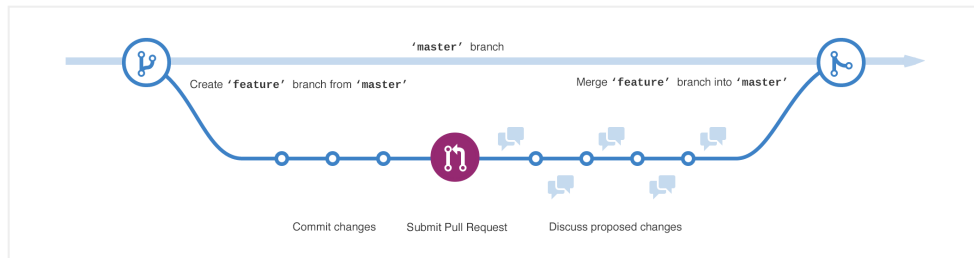 ‘master’ branch
Create ‘feature’ branch from ‘master’
Merge ‘feature’ branch into ‘master’
Commit changes
Submit Pull Request
Discuss proposed changes